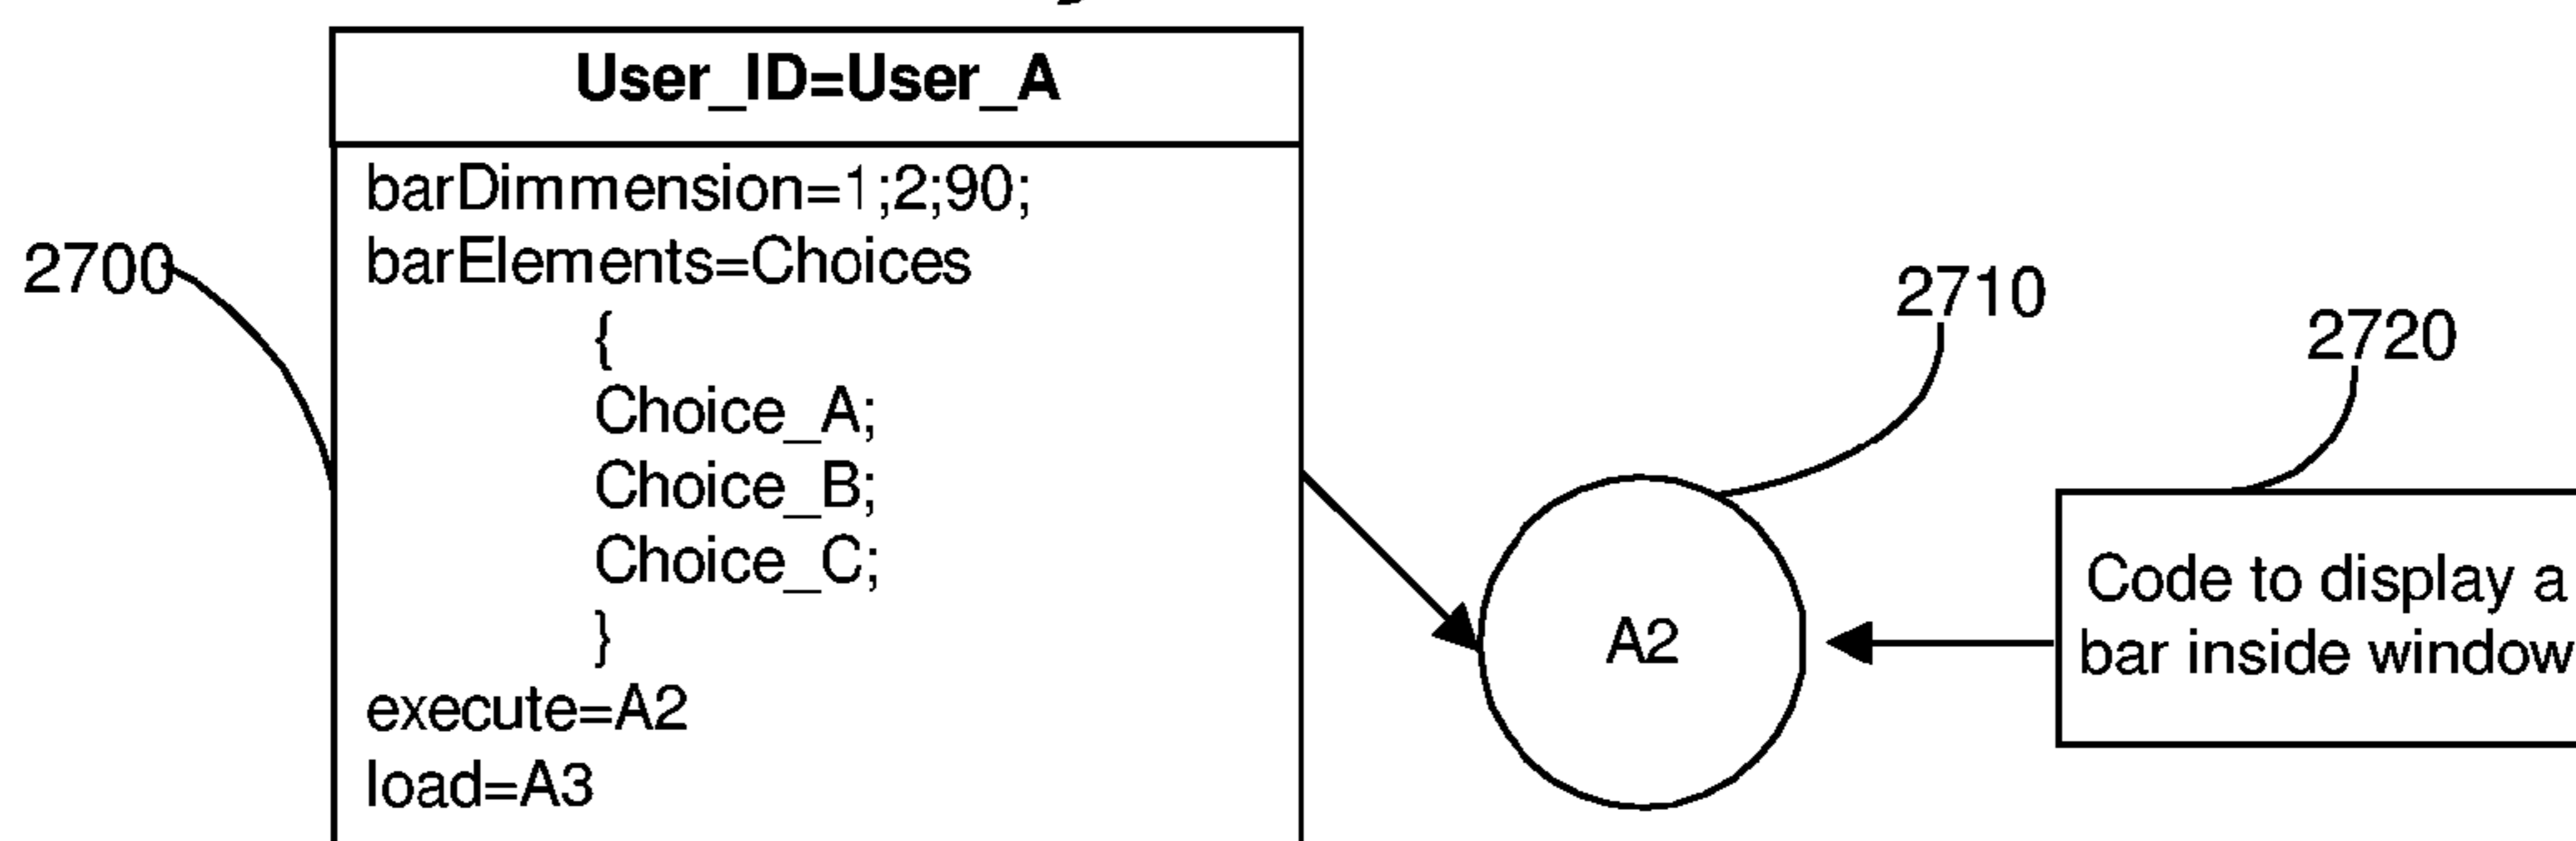 User_ID=User_A
barDimmension=1;2;90;
barElements=Choices
{
Choice_A;
Choice_B;
Choice_C;
}
execute=A2
load=A3
2700
2710
A2
2720
Code to display a
bar inside window